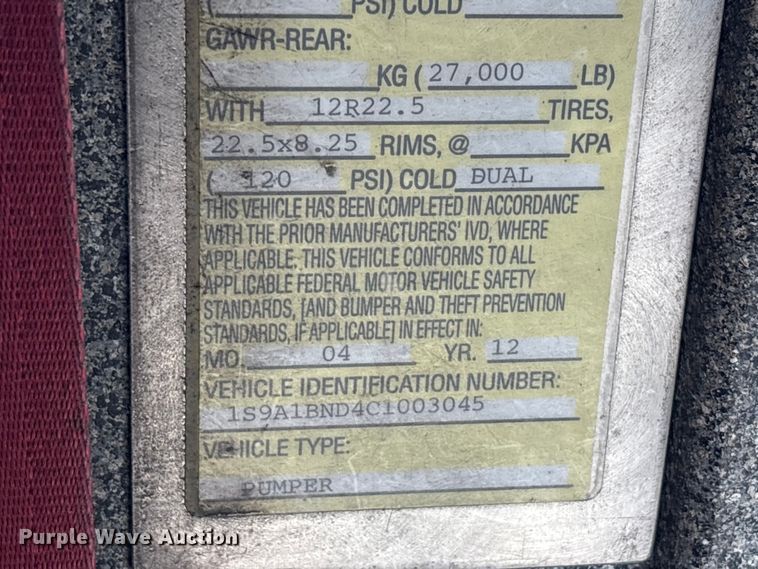 ( PSI) COLD
GAWR-REAR:
KG ( 27,000 LB)
WITH 12R22.5 TIRES,
22.5x8.25 RIMS, @ KPA
( 120 PSI) COLD DUAL
THIS VEHICLE HAS BEEN COMPLETED IN ACCORDANCE
WITH THE PRIOR MANUFACTURERS' IVD, WHERE
APPLICABLE. THIS VEHICLE CONFORMS TO ALL
APPLICABLE FEDERAL MOTOR VEHICLE SAFETY
STANDARDS, [AND BUMPER AND THEFT PREVENTION
STANDARDS, IF APPLICABLE] IN EFFECT IN:
MO. 04 YR. 12
VEHICLE IDENTIFICATION NUMBER:
1S9A1BND4C1003045
VEHICLE TYPE:
PUMPER
Purple Wave Auction